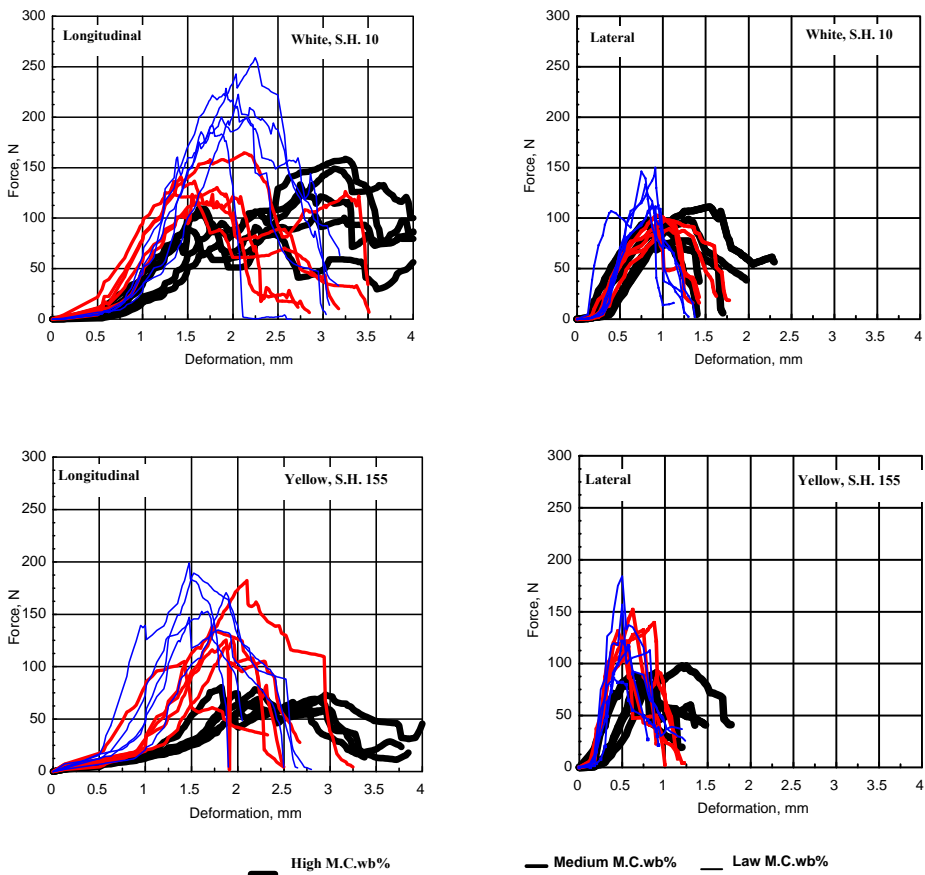 300
Longitudinal
White, S.H. 10
250
200
150
100
50
0
Force, N
0 0.5 1 1.5 2 2.5 3 3.5 4
Deformation, mm
300
Lateral
White, S.H. 10
250
200
150
100
50
0
Force, N
0 0.5 1 1.5 2 2.5 3 3.5 4
Deformation, mm
300
Longitudinal
Yellow, S.H. 155
250
200
150
100
50
0
Force, N
0 0.5 1 1.5 2 2.5 3 3.5 4
Deformation, mm
300
Lateral
Yellow, S.H. 155
250
200
150
100
50
0
Force, N
0 0.5 1 1.5 2 2.5 3 3.5 4
Deformation, mm
High M.C.wb%
Medium M.C.wb%
Law M.C.wb%